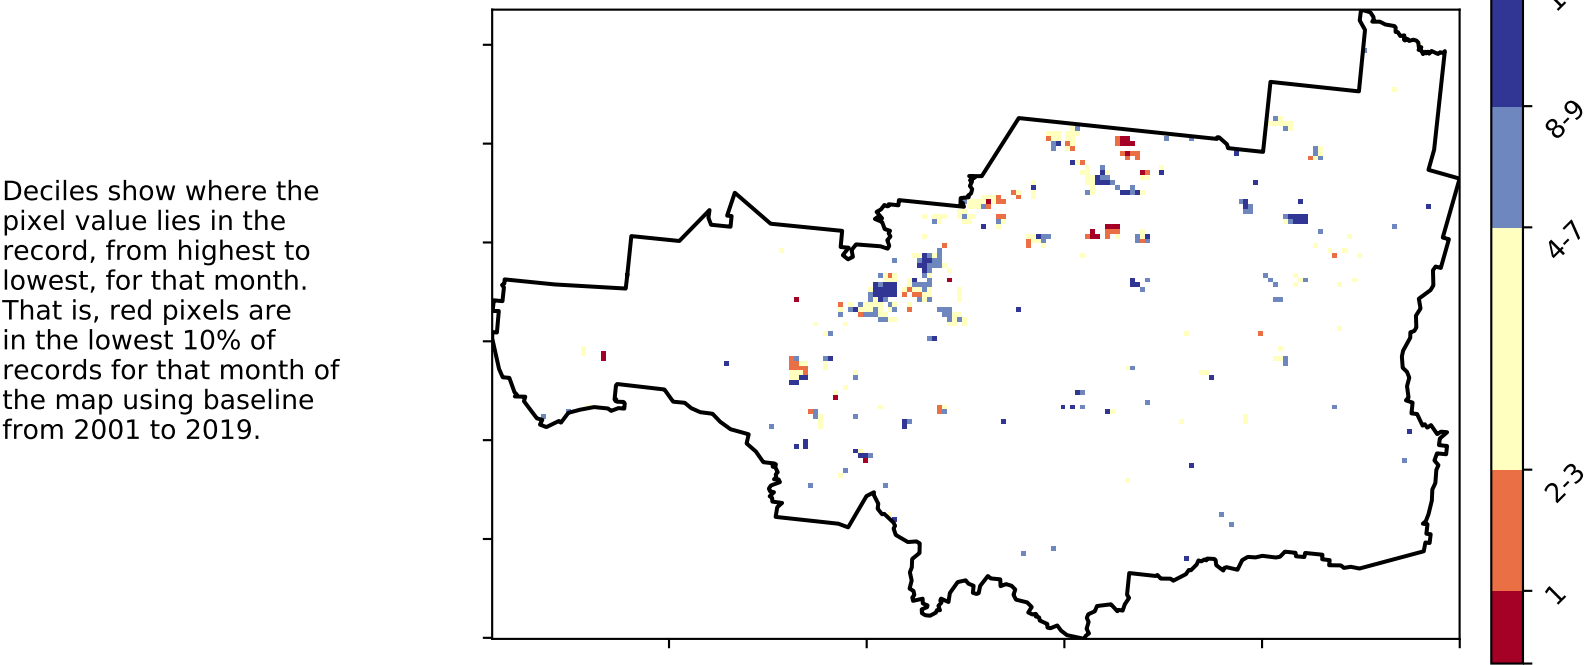 Deciles show where the
pixel value lies in the
record, from highest to
lowest, for that month.
That is, red pixels are
in the lowest 10% of
records for that month of
the map using baseline
from 2001 to 2019.
8-9
4-7
2-3
1